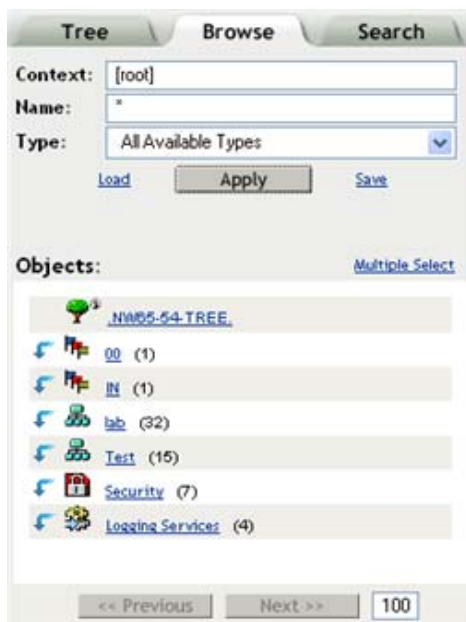 Tree Browse Search
Context: [root]
Name: *
Type: All Available Types
Load Apply Save
Objects: Multiple Select
.NW65-54-TREE.
00 (1)
IN (1)
lab (32)
Test (15)
Security (7)
Logging Services (4)
<< Previous Next >> 100